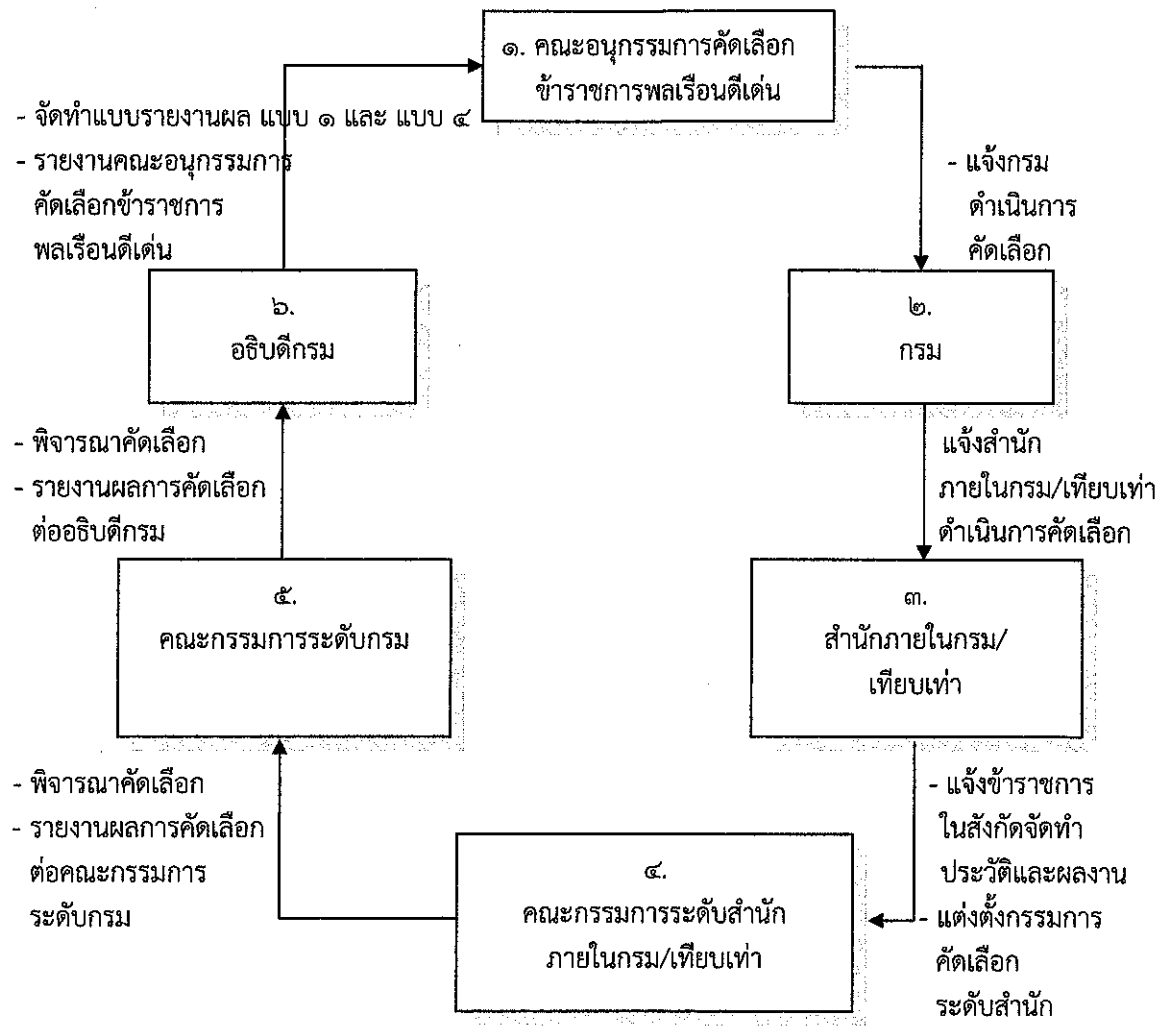 ๑. คณะอนุกรรมการคัดเลือก
ข้าราชการพลเรือนดีเด่น
- แจ้งกรม
ดำเนินการ
คัดเลือก
๒.
กรม
แจ้งสำนัก
ภายในกรม/เทียบเท่า
ดำเนินการคัดเลือก
๓.
สำนักภายในกรม/
เทียบเท่า
- แจ้งข้าราชการ
ในสังกัดจัดทำ
ประวัติและผลงาน
- แต่งตั้งกรรมการ
คัดเลือก
ระดับสำนัก
๔.
คณะกรรมการระดับสำนัก
ภายในกรม/เทียบเท่า
- พิจารณาคัดเลือก
- รายงานผลการคัดเลือก
ต่อคณะกรรมการ
ระดับกรม
๕.
คณะกรรมการระดับกรม
- พิจารณาคัดเลือก
- รายงานผลการคัดเลือก
ต่ออธิบดีกรม
๖.
อธิบดีกรม
- จัดทำแบบรายงานผล แบบ ๑ และ แบบ ๔
- รายงานคณะอนุกรรมการ
คัดเลือกข้าราชการ
พลเรือนดีเด่น